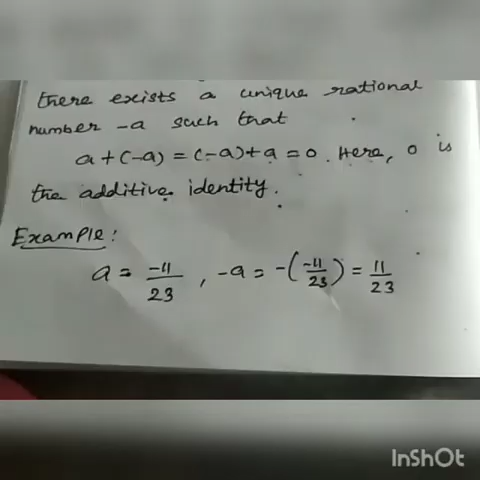 there exists a unique rational
number -a such that
a + (-a) = (-a) + a = 0. Here, 0 is
the additive identity.
Example:
a = -11/23, -a = -(-11/23) = 11/23
InShOt